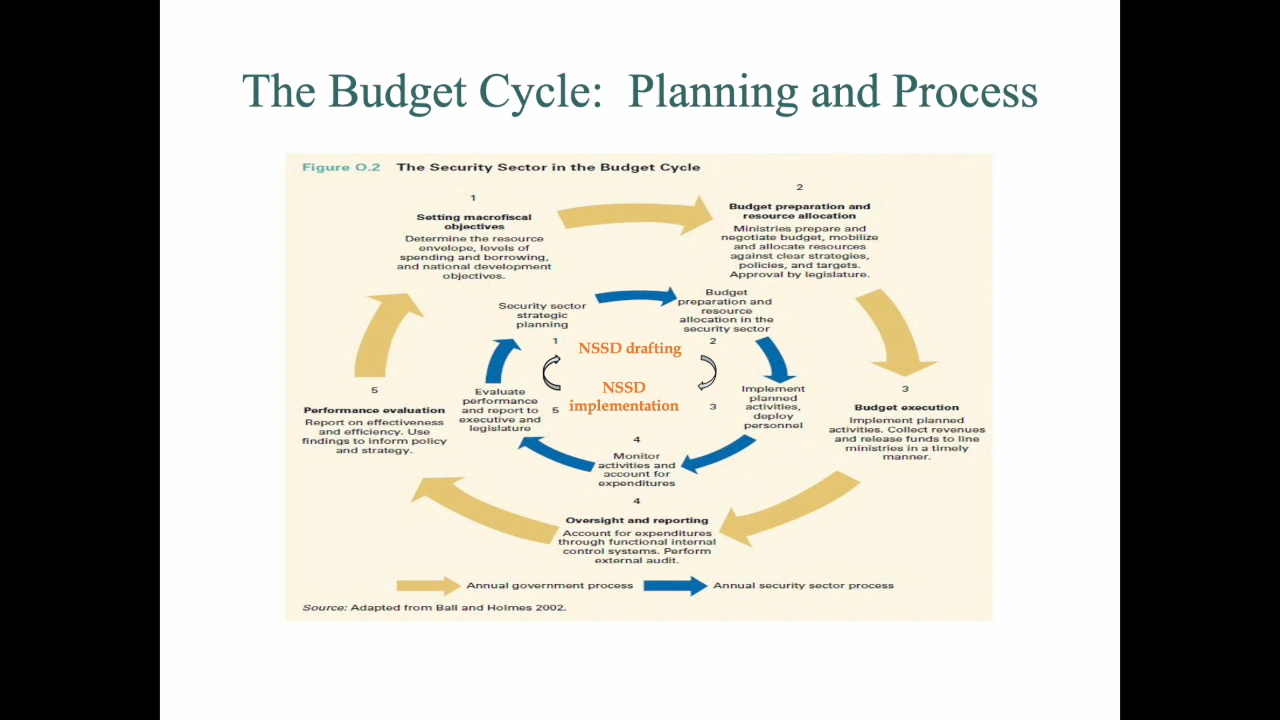 The Budget Cycle:  Planning and Process
Figure O.2   The Security Sector in the Budget Cycle
1
Setting macrofiscal
objectives
Determine the resource
envelope, levels of
spending and borrowing,
and national development
objectives.
2
Budget preparation and
resource allocation
Ministries prepare and
negotiate budget, mobilize
and allocate resources
against clear strategies,
policies, and targets.
Approval by legislature.
Security sector
strategic
planning
1
Budget
preparation and
resource
allocation in the
security sector
2
NSSD drafting
NSSD
implementation
5
Performance evaluation
Report on effectiveness
and efficiency. Use
findings to inform policy
and strategy.
Evaluate
performance
and report to
executive and
legislature
5
3
Implement
planned
activities,
deploy
personnel
3
Budget execution
Implement planned
activities. Collect revenues
and release funds to line
ministries in a timely
manner.
4
Monitor
activities and
account for
expenditures
4
Oversight and reporting
Account for expenditures
through functional internal
control systems. Perform
external audit.
Annual government process
Annual security sector process
Source: Adapted from Ball and Holmes 2002.